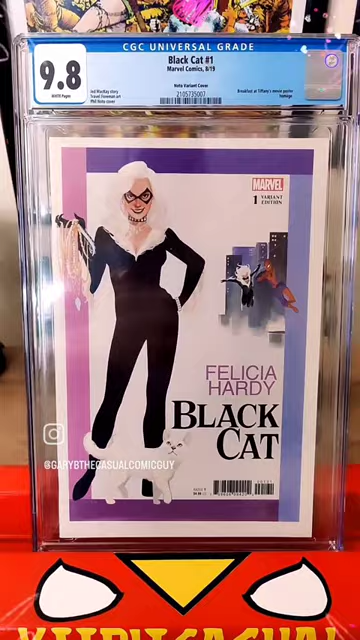 CGC UNIVERSAL GRADE
9.8
WHITE Pages
Black Cat #1
Marvel Comics, 8/19
Noto Variant Cover
Jed MacKay story
Travel Foreman art
Phil Noto cover
Breakfast at Tiffany's movie poster
homage
2105735007
MARVEL
1 VARIANT
EDITION
FELICIA
HARDY
BLACK
CAT
@GARYBTHECASUALCOMICGUY